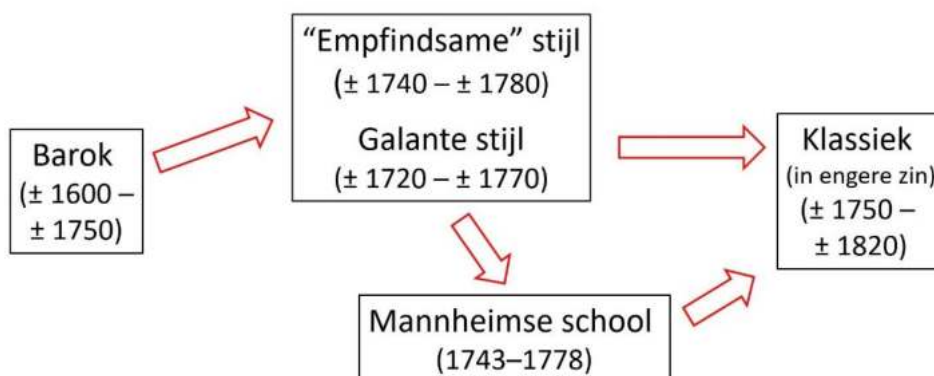 Barok
(± 1600 –
± 1750)
“Empfindsame” stijl
(± 1740 – ± 1780)
Galante stijl
(± 1720 – ± 1770)
Mannheimse school
(1743–1778)
Klassiek
(in engere zin)
(± 1750 –
± 1820)